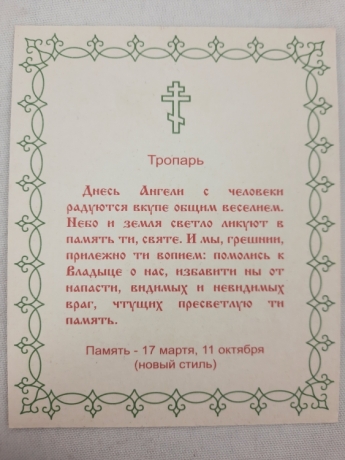 Тропарь
Днесь Ангели с человеки
радуются вкупе общим веселием.
Небо и земля светло ликуют в
память ти, святе. И мы, грешнии,
прилежно ти вопием: помолись к
Владыце о нас, избавити ны от
напасти, видимых и невидимых
враг, чтущих пресветлую ти
память.
Память - 17 марта, 11 октября
(новый стиль)